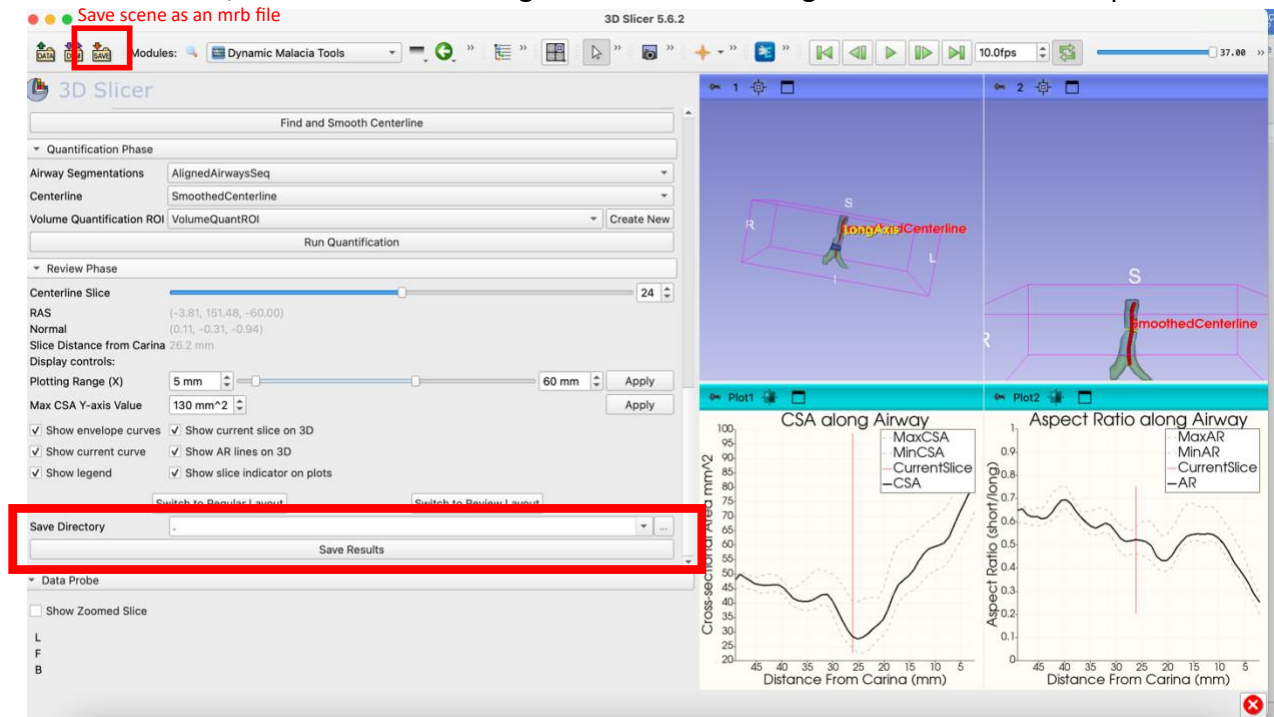 Save scene as an mrb file
3D Slicer 5.6.2
DATA
SAVE
Modules: Dynamic Malacia Tools
10.0fps
37.00
3D Slicer
Find and Smooth Centerline
Quantification Phase
Airway Segmentations AlignedAirwaysSeq
Centerline SmoothedCenterline
Volume Quantification ROI VolumeQuantROI Create New
Run Quantification
Review Phase
Centerline Slice 24
RAS (-3.81, 151.48, -60.00)
Normal (0.11, -0.31, -0.94)
Slice Distance from Carina 26.2 mm
Display controls:
Plotting Range (X) 5 mm 60 mm Apply
Max CSA Y-axis Value 130 mm^2 Apply
Show envelope curves Show current slice on 3D
Show current curve Show AR lines on 3D
Show legend Show slice indicator on plots
Switch to Regular Layout Switch to Review Layout
Save Directory . ...
Save Results
Data Probe
Show Zoomed Slice
L
F
B
1
S
R
LongAxis
Centerline
L
I
2
S
SmoothedCenterline
R
Plot1
CSA along Airway
MaxCSA
MinCSA
CurrentSlice
CSA
Cross-sectional Area mm^2
100
95
90
85
80
75
70
65
60
55
50
45
40
35
30
25
20
45 40 35 30 25 20 15 10 5
Distance From Carina (mm)
Plot2
Aspect Ratio along Airway
MaxAR
MinAR
CurrentSlice
AR
Aspect Ratio (short/long)
1
0.9
0.8
0.7
0.6
0.5
0.4
0.3
0.2
0.1
0
45 40 35 30 25 20 15 10 5
Distance From Carina (mm)